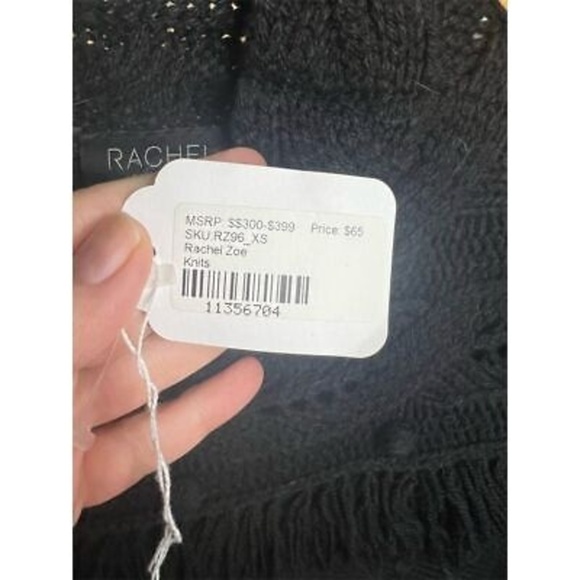 RACHEL
MSRP: $$300-$399 Price: $65
SKU:RZ96_XS
Rachel Zoe
Knits
11356704